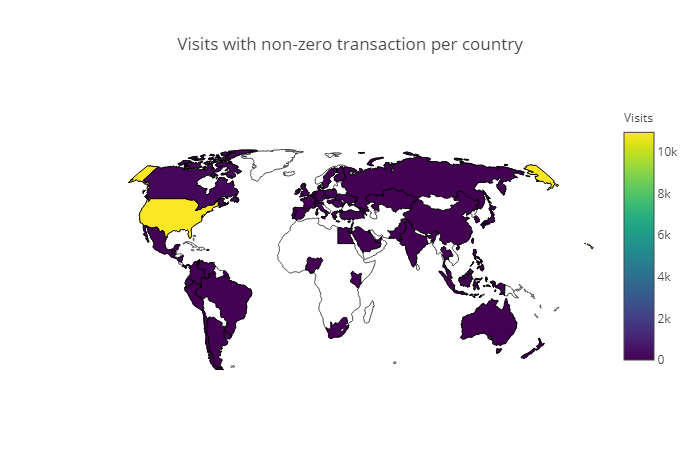 Visits with non-zero transaction per country
Visits
10k
8k
6k
4k
2k
0